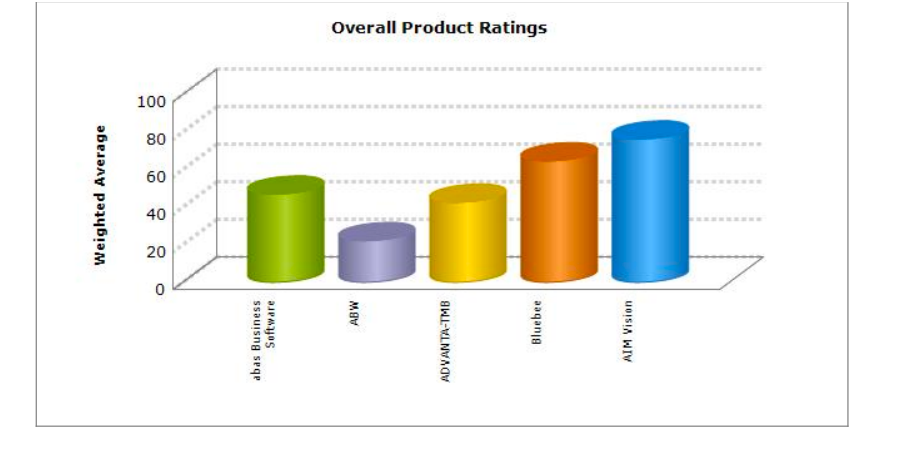 Overall Product Ratings
Weighted Average
100
80
60
40
20
0
abas Business
Software
ABW
ADVANTA-TMB
Bluebee
AIM Vision